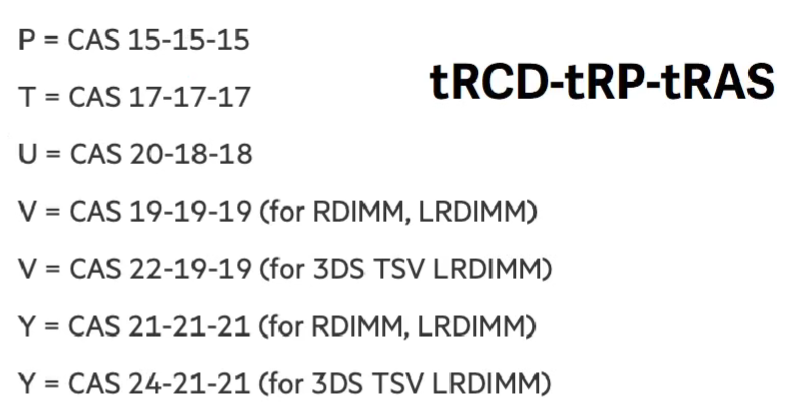 P = CAS 15-15-15
tRCD-tRP-tRAS
T = CAS 17-17-17
U = CAS 20-18-18
V = CAS 19-19-19 (for RDIMM, LRDIMM)
V = CAS 22-19-19 (for 3DS TSV LRDIMM)
Y = CAS 21-21-21 (for RDIMM, LRDIMM)
Y = CAS 24-21-21 (for 3DS TSV LRDIMM)